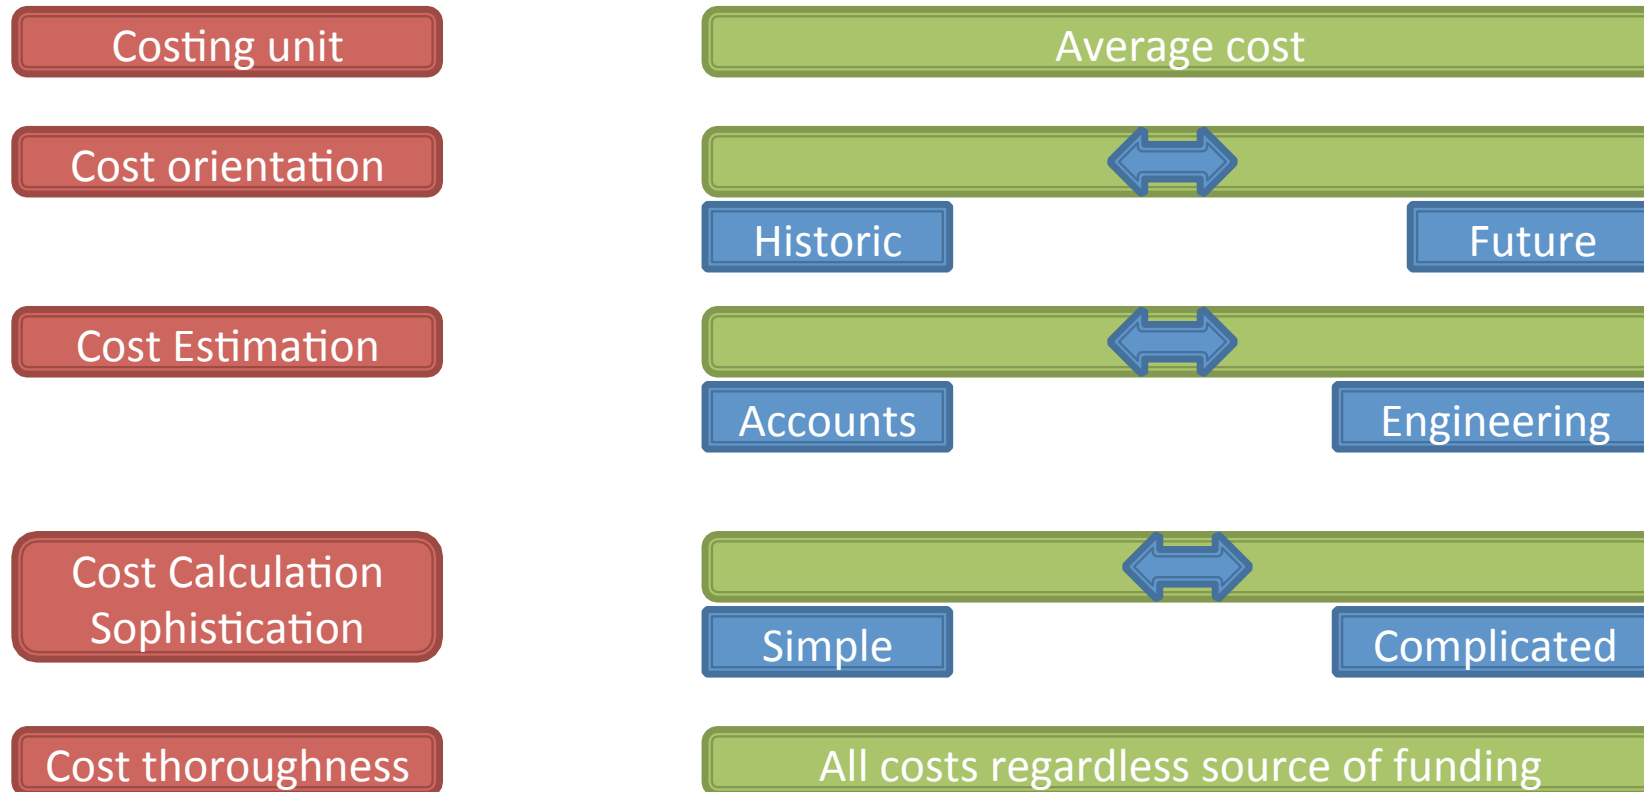 Costing unit
Average cost
Cost orientation
Historic
Future
Cost Estimation
Accounts
Engineering
Cost Calculation
Sophistication
Simple
Complicated
Cost thoroughness
All costs regardless source of funding